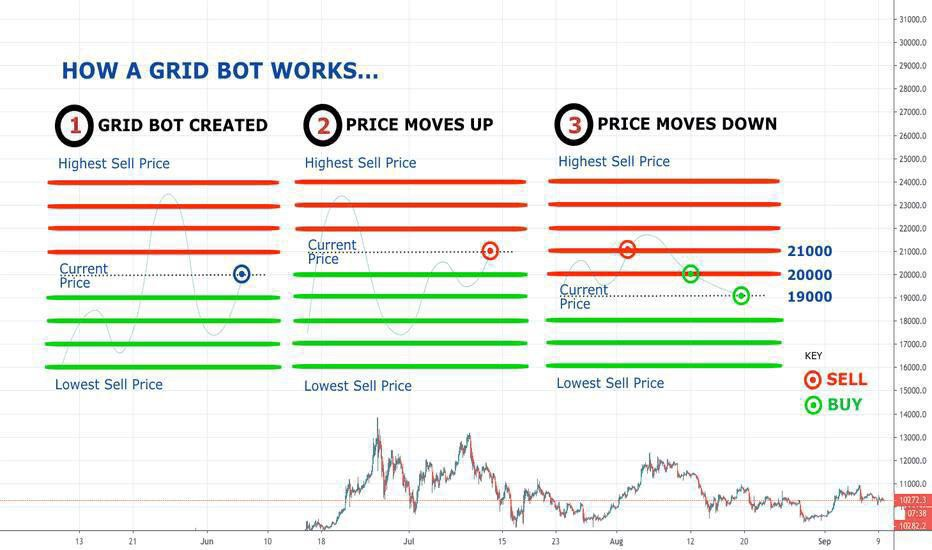 HOW A GRID BOT WORKS...
1 GRID BOT CREATED
Highest Sell Price
Current
Price
Lowest Sell Price
2 PRICE MOVES UP
Highest Sell Price
Current
Price
Lowest Sell Price
3 PRICE MOVES DOWN
Highest Sell Price
21000
20000
Current
Price
19000
Lowest Sell Price
KEY
SELL
BUY
31000.0
30000.0
29000.0
28000.0
27000.0
26000.0
25000.0
24000.0
23000.0
22000.0
21000.0
20000.0
19000.0
18000.0
17000.0
16000.0
15000.0
14000.0
13000.0
12000.0
11000.0
10272.3
07:38
10282.2
13 23 Jun 10 18 Jul 15 23 Aug 12 20 Sep 9